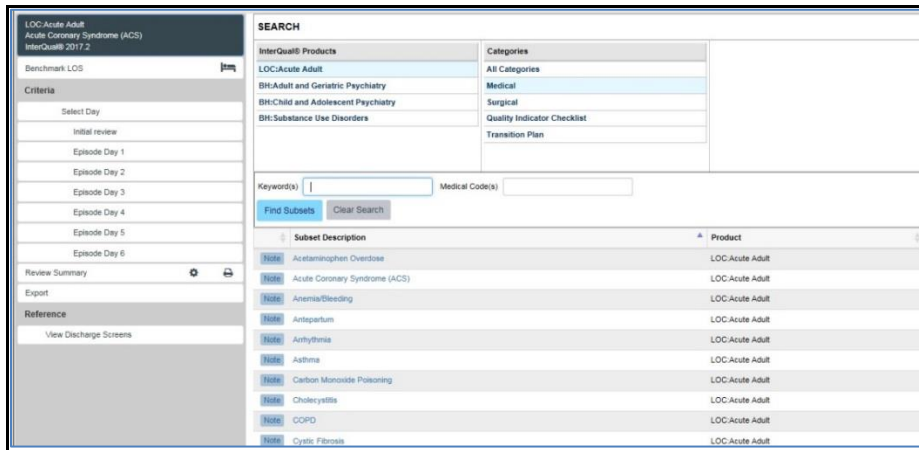 LOC:Acute Adult
Acute Coronary Syndrome (ACS)
InterQual® 2017.2
Benchmark LOS
Criteria
Select Day
Initial review
Episode Day 1
Episode Day 2
Episode Day 3
Episode Day 4
Episode Day 5
Episode Day 6
Review Summary
Export
Reference
View Discharge Screens
SEARCH
InterQual® Products
LOC:Acute Adult
BH:Adult and Geriatric Psychiatry
BH:Child and Adolescent Psychiatry
BH:Substance Use Disorders
Categories
All Categories
Medical
Surgical
Quality Indicator Checklist
Transition Plan
Keyword(s) Medical Code(s)
Find Subsets Clear Search
Subset Description Product
Note Acetaminophen Overdose LOC:Acute Adult
Note Acute Coronary Syndrome (ACS) LOC:Acute Adult
Note Anemia/Bleeding LOC:Acute Adult
Note Antepartum LOC:Acute Adult
Note Arrhythmia LOC:Acute Adult
Note Asthma LOC:Acute Adult
Note Carbon Monoxide Poisoning LOC:Acute Adult
Note Cholecystitis LOC:Acute Adult
Note COPD LOC:Acute Adult
Note Cystic Fibrosis LOC:Acute Adult